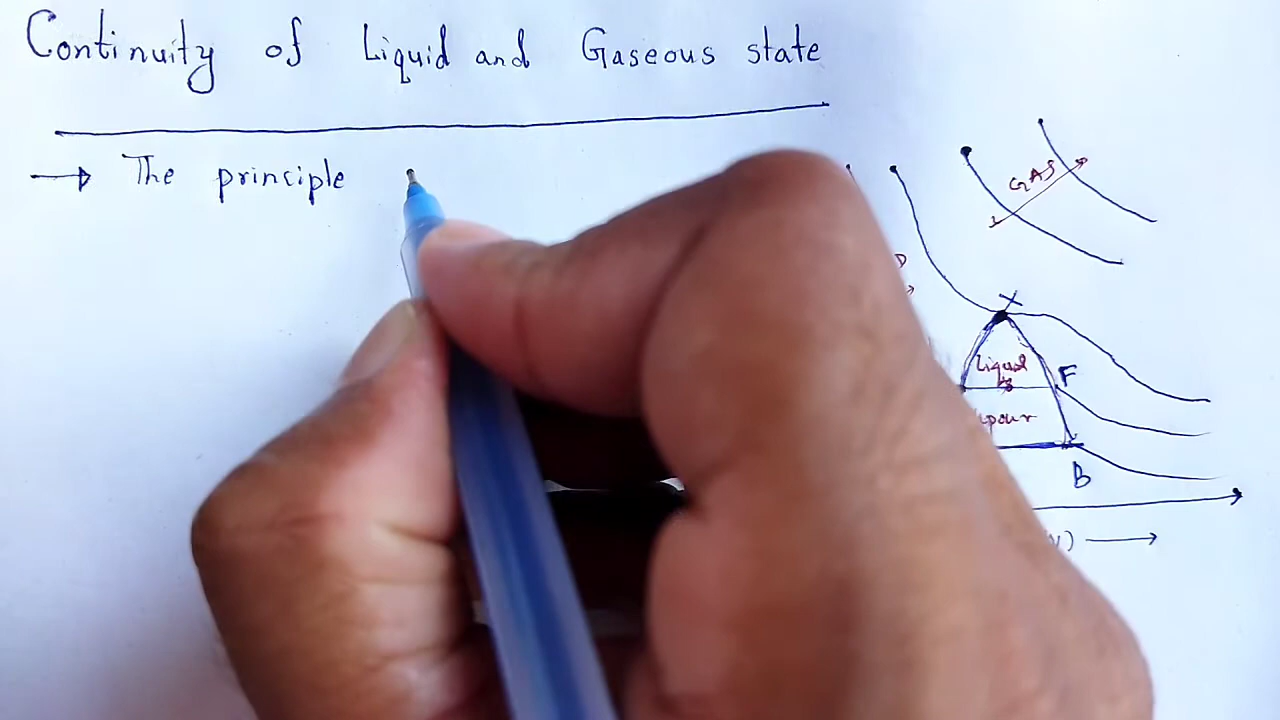 Continuity of Liquid and Gaseous state
→ The principle
GAS
X
Liquid
F
B
→